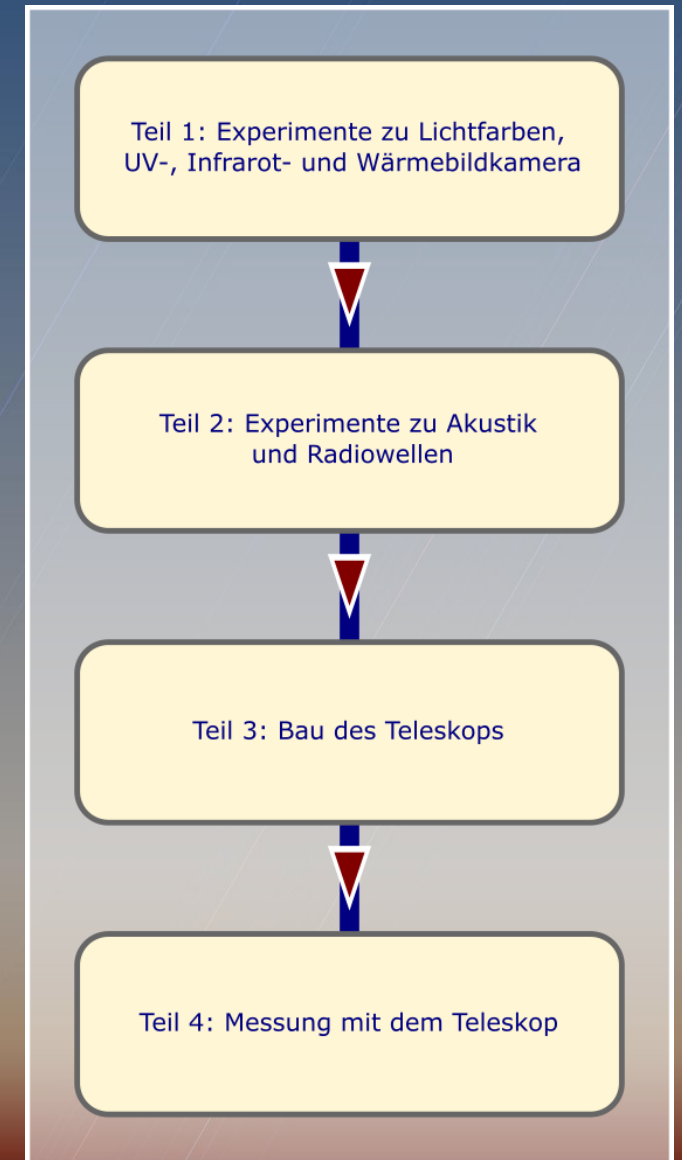 Teil 1: Experimente zu Lichtfarben,
UV-, Infrarot- und Wärmebildkamera
Teil 2: Experimente zu Akustik
und Radiowellen
Teil 3: Bau des Teleskops
Teil 4: Messung mit dem Teleskop